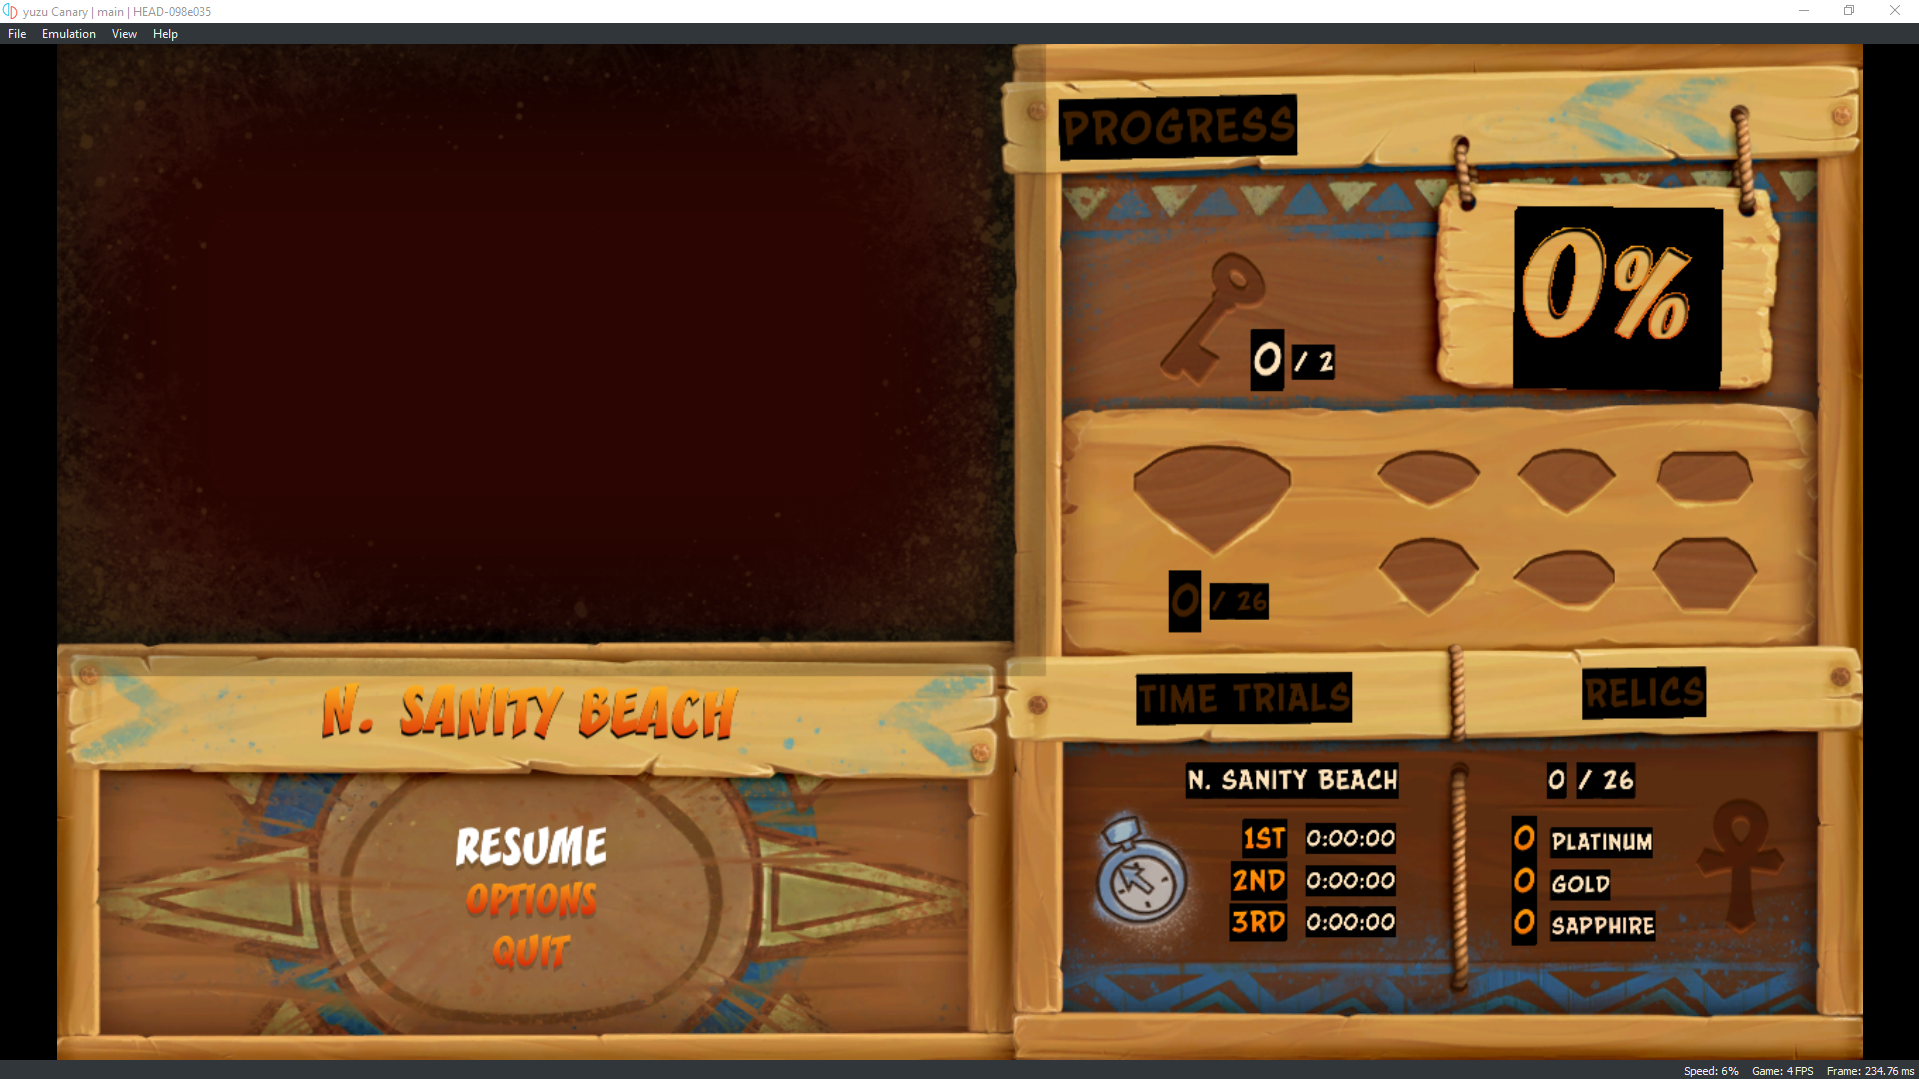 yuzu Canary | main | HEAD-098e035
File Emulation View Help
PROGRESS
0%
0 / 2
0 / 26
N. SANITY BEACH
RESUME
OPTIONS
QUIT
TIME TRIALS
N. SANITY BEACH
1ST 0:00:00
2ND 0:00:00
3RD 0:00:00
RELICS
0 / 26
0 PLATINUM
0 GOLD
0 SAPPHIRE
Speed: 6% Game: 4 FPS Frame: 234.76 ms